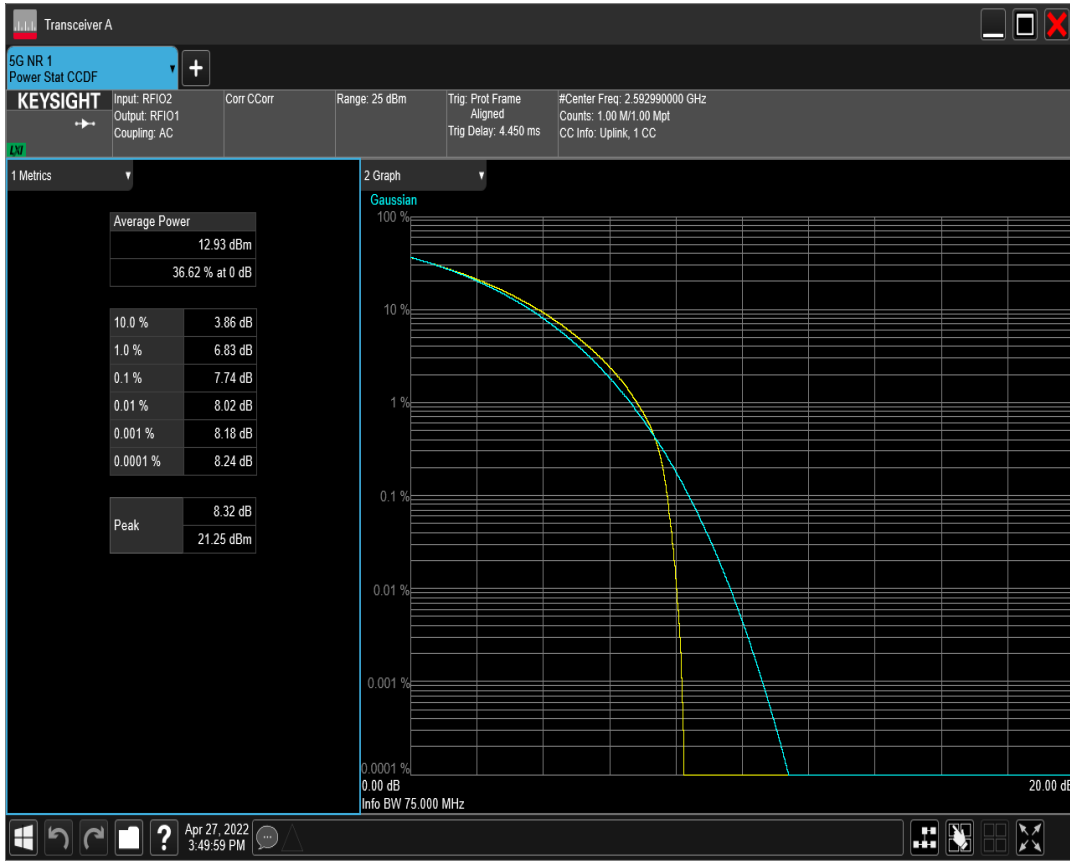 Transceiver A
5G NR 1
Power Stat CCDF
+
KEYSIGHT
LXI
Input: RFIO2
Output: RFIO1
Coupling: AC
Corr CCorr
Range: 25 dBm
Trig: Prot Frame
Aligned
Trig Delay: 4.450 ms
#Center Freq: 2.592990000 GHz
Counts: 1.00 M/1.00 Mpt
CC Info: Uplink, 1 CC
1 Metrics
Average Power
12.93 dBm
36.62 % at 0 dB
10.0 % 3.86 dB
1.0 % 6.83 dB
0.1 % 7.74 dB
0.01 % 8.02 dB
0.001 % 8.18 dB
0.0001 % 8.24 dB
Peak
8.32 dB
21.25 dBm
2 Graph
Gaussian
100 %
10 %
1 %
0.1 %
0.01 %
0.001 %
0.0001 %
0.00 dB 20.00 dB
Info BW 75.000 MHz
? Apr 27, 2022
3:49:59 PM